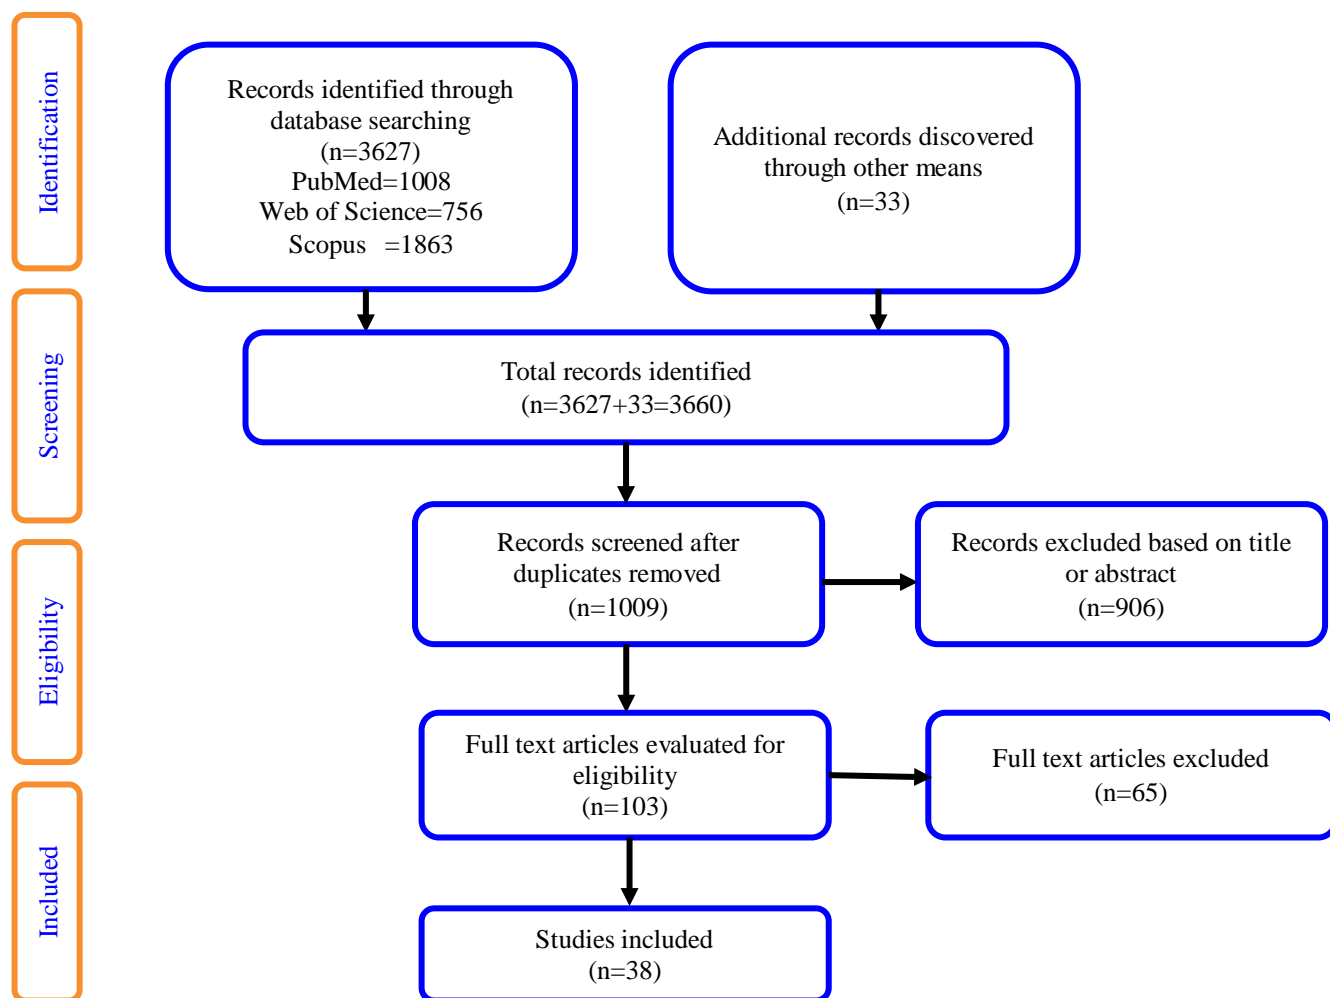 Identification
Records identified through
database searching
(n=3627)
PubMed=1008
Web of Science=756
Scopus =1863
Additional records discovered
through other means
(n=33)
Screening
Total records identified
(n=3627+33=3660)
Records screened after
duplicates removed
(n=1009)
Records excluded based on title
or abstract
(n=906)
Eligibility
Full text articles evaluated for
eligibility
(n=103)
Full text articles excluded
(n=65)
Included
Studies included
(n=38)